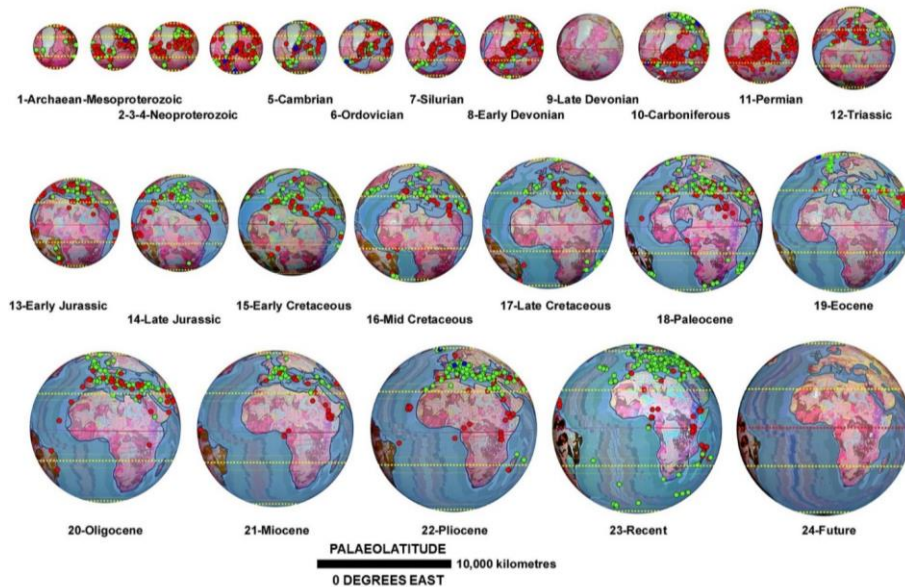 1-Archaean-Mesoproterozoic
2-3-4-Neoproterozoic
5-Cambrian
6-Ordovician
7-Silurian
8-Early Devonian
9-Late Devonian
10-Carboniferous
11-Permian
12-Triassic
13-Early Jurassic
14-Late Jurassic
15-Early Cretaceous
16-Mid Cretaceous
17-Late Cretaceous
18-Paleocene
19-Eocene
20-Oligocene
21-Miocene
22-Pliocene
23-Recent
24-Future
PALAEOLATITUDE
10,000 kilometres
0 DEGREES EAST